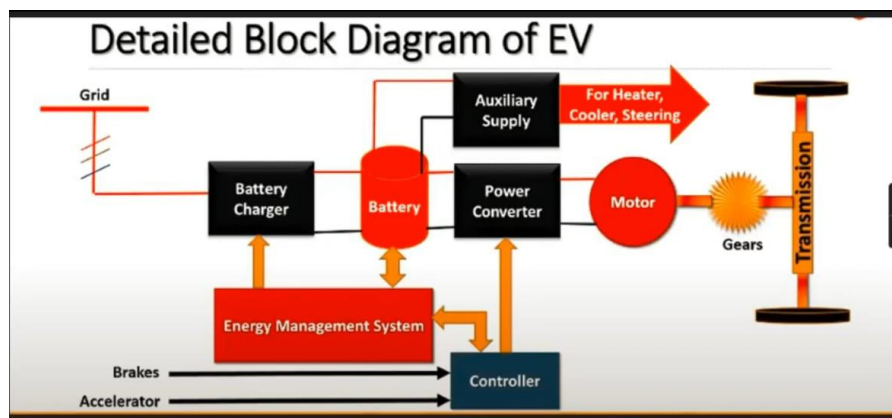 Detailed Block Diagram of EV
Grid
Auxiliary
Supply
For Heater,
Cooler, Steering
Battery
Charger
Battery
Power
Converter
Motor
Gears
Transmission
Energy Management System
Brakes
Accelerator
Controller